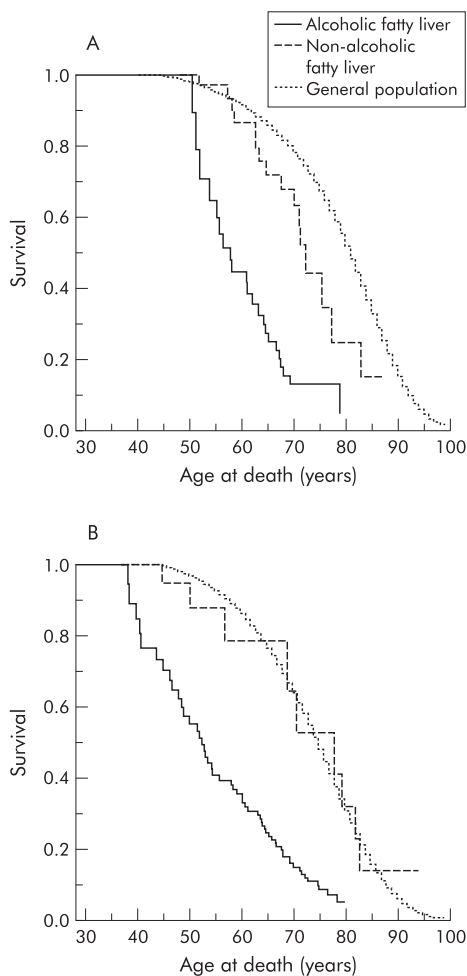 A
Alcoholic fatty liver
Non-alcoholic
fatty liver
General population
1.0
0.8
0.6
0.4
0.2
0.0
Survival
30 40 50 60 70 80 90 100
Age at death (years)
B
1.0
0.8
0.6
0.4
0.2
0.0
Survival
30 40 50 60 70 80 90 100
Age at death (years)